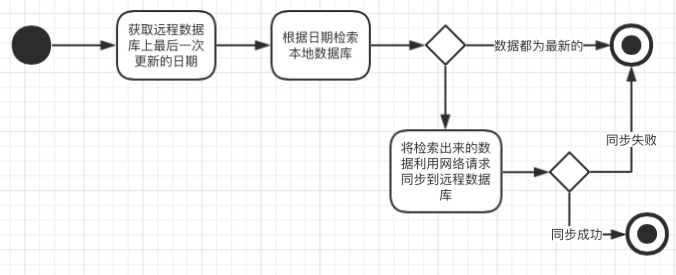 获取远程数据
库上最后一次
更新的日期
根据日期检索
本地数据库
数据都为最新的
将检索出来的数
据利用网络请求
同步到远程数据
库
同步失败
同步成功